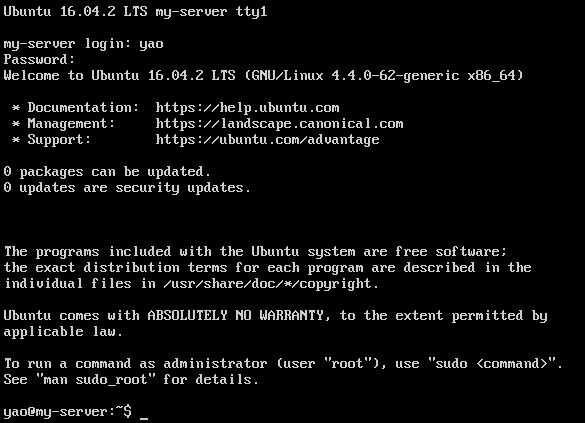 Ubuntu 16.04.2 LTS my-server tty1
my-server login: yao
Password:
Welcome to Ubuntu 16.04.2 LTS (GNU/Linux 4.4.0-62-generic x86_64)
* Documentation:  https://help.ubuntu.com
* Management:     https://landscape.canonical.com
* Support:        https://ubuntu.com/advantage
0 packages can be updated.
0 updates are security updates.
The programs included with the Ubuntu system are free software;
the exact distribution terms for each program are described in the
individual files in /usr/share/doc/*/copyright.
Ubuntu comes with ABSOLUTELY NO WARRANTY, to the extent permitted by
applicable law.
To run a command as administrator (user "root"), use "sudo <command>".
See "man sudo_root" for details.
yao@my-server:~$ _